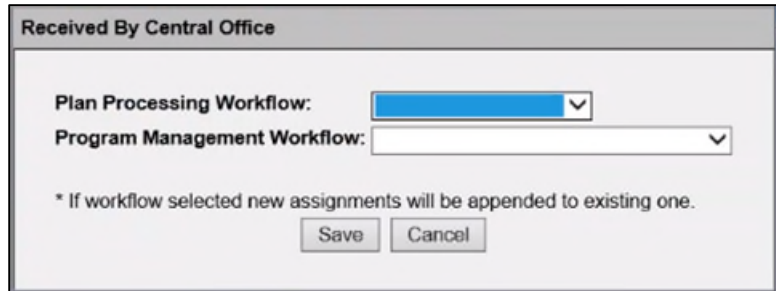 Received By Central Office
Plan Processing Workflow:
Program Management Workflow:
* If workflow selected new assignments will be appended to existing one.
Save Cancel